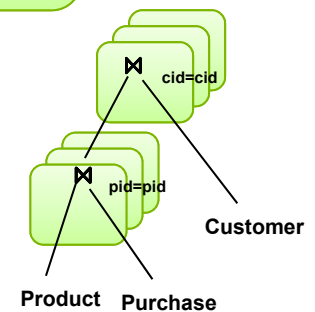 ⋈
cid=cid
⋈
pid=pid
Customer
Product Purchase